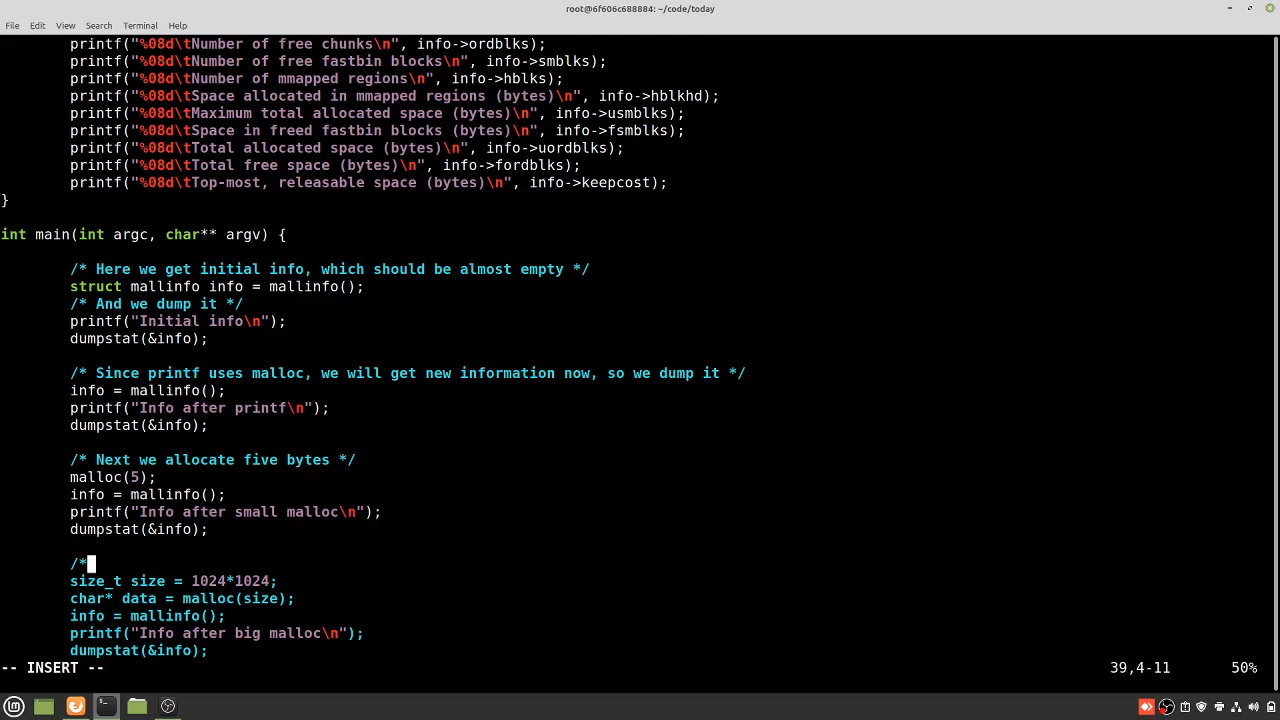 root@6f606c688884: ~/code/today
File Edit View Search Terminal Help
printf("%08d\tNumber of free chunks\n", info->ordblks);
printf("%08d\tNumber of free fastbin blocks\n", info->smblks);
printf("%08d\tNumber of mmapped regions\n", info->hblks);
printf("%08d\tSpace allocated in mmapped regions (bytes)\n", info->hblkhd);
printf("%08d\tMaximum total allocated space (bytes)\n", info->usmblks);
printf("%08d\tSpace in freed fastbin blocks (bytes)\n", info->fsmblks);
printf("%08d\tTotal allocated space (bytes)\n", info->uordblks);
printf("%08d\tTotal free space (bytes)\n", info->fordblks);
printf("%08d\tTop-most, releasable space (bytes)\n", info->keepcost);
}
int main(int argc, char** argv) {
/* Here we get initial info, which should be almost empty */
struct mallinfo info = mallinfo();
/* And we dump it */
printf("Initial info\n");
dumpstat(&info);
/* Since printf uses malloc, we will get new information now, so we dump it */
info = mallinfo();
printf("Info after printf\n");
dumpstat(&info);
/* Next we allocate five bytes */
malloc(5);
info = mallinfo();
printf("Info after small malloc\n");
dumpstat(&info);
/*
size_t size = 1024*1024;
char* data = malloc(size);
info = mallinfo();
printf("Info after big malloc\n");
dumpstat(&info);
-- INSERT -- 39,4-11 50%